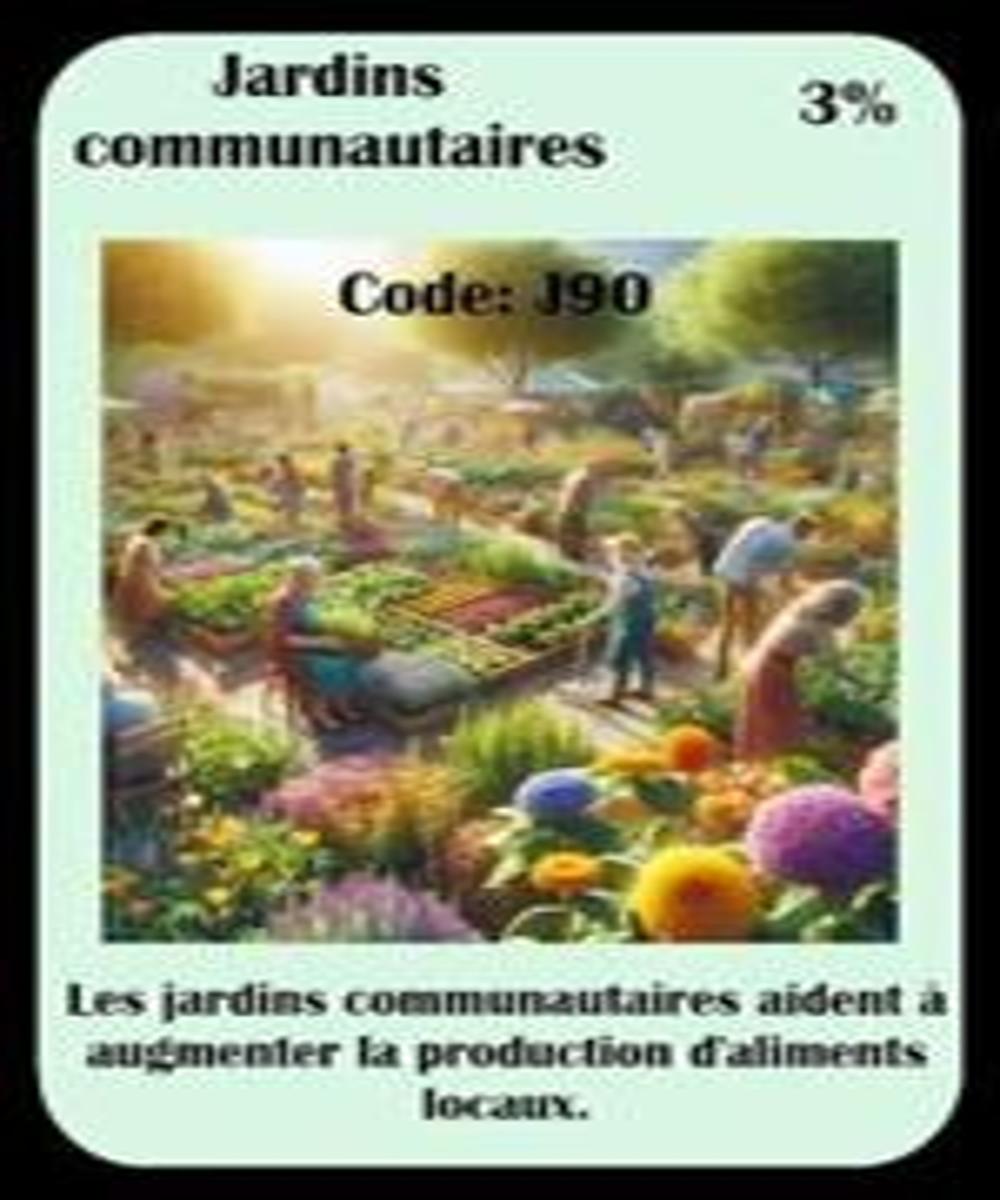 Jardins
communautaires
3%
Code: J90
Les jardins communautaires aident à
augmenter la production d'aliments
locaux.